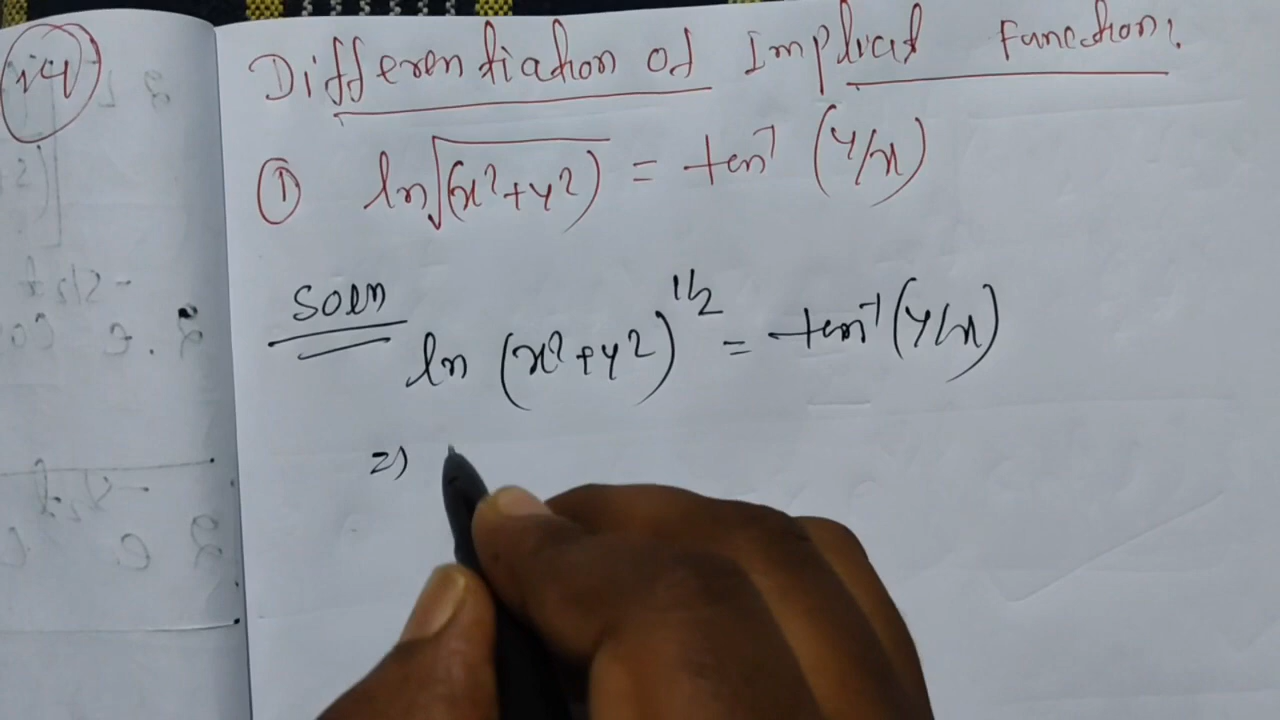 14
Differentiation of Implicit Function:
① ln√(x²+y²) = tan⁻¹ (y/x)
Soln
ln (x²+y²)^1/2 = tan⁻¹ (y/x)
=)